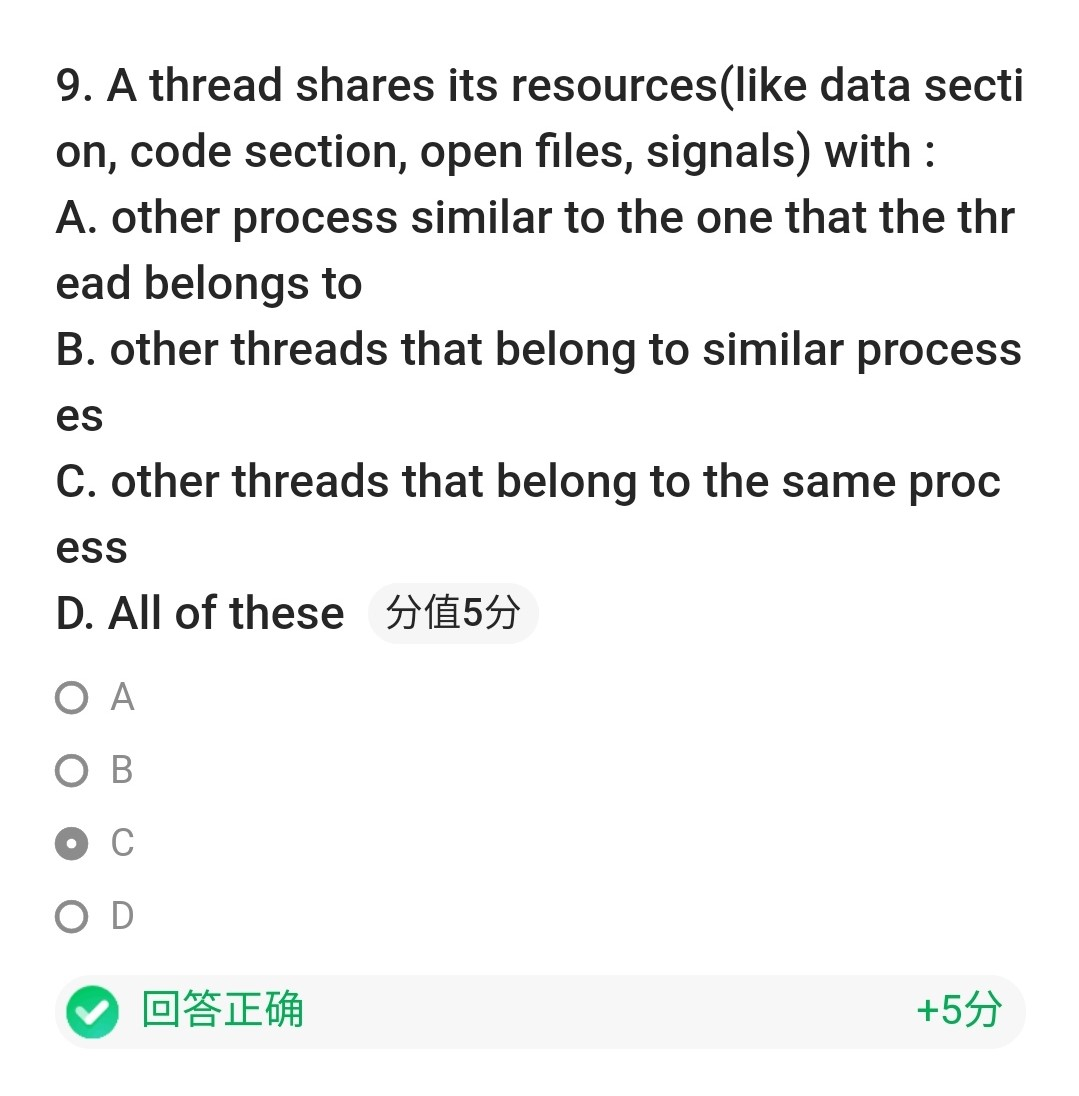 9. A thread shares its resources(like data secti
on, code section, open files, signals) with :
A. other process similar to the one that the thr
ead belongs to
B. other threads that belong to similar process
es
C. other threads that belong to the same proc
ess
D. All of these 分值5分
A
B
C
D
回答正确 +5分